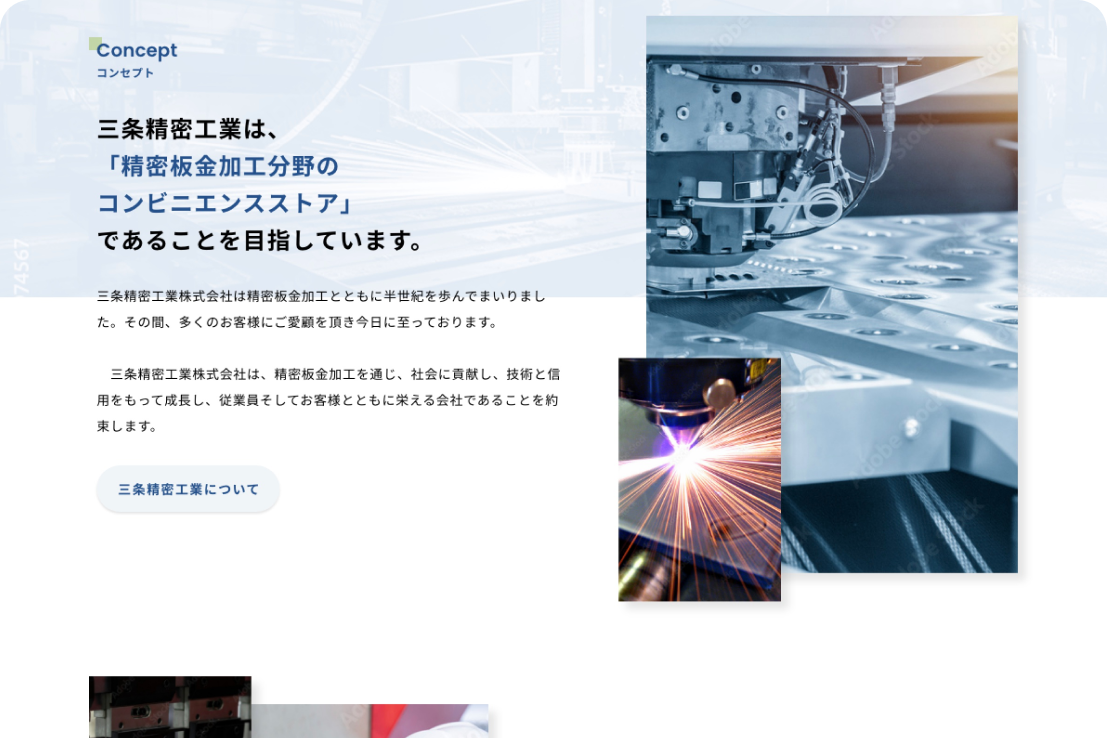 Concept
コンセプト
三条精密工業は、
「精密板金加工分野の
コンビニエンスストア」
であることを目指しています。
三条精密工業株式会社は精密板金加工とともに半世紀を歩んでまいりまし
た。その間、多くのお客様にご愛顧を頂き今日に至っております。
三条精密工業株式会社は、精密板金加工を通じ、社会に貢献し、技術と信
用をもって成長し、従業員そしてお客様とともに栄える会社であることを約
束します。
三条精密工業について
74567
Adobe Stock